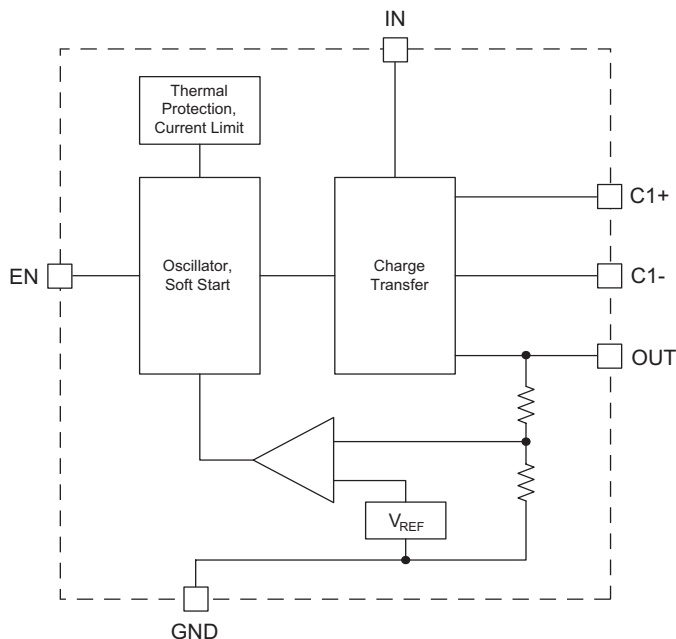 IN
Thermal
Protection,
Current Limit
C1+
EN
Oscillator,
Soft Start
Charge
Transfer
C1-
OUT
VREF
GND